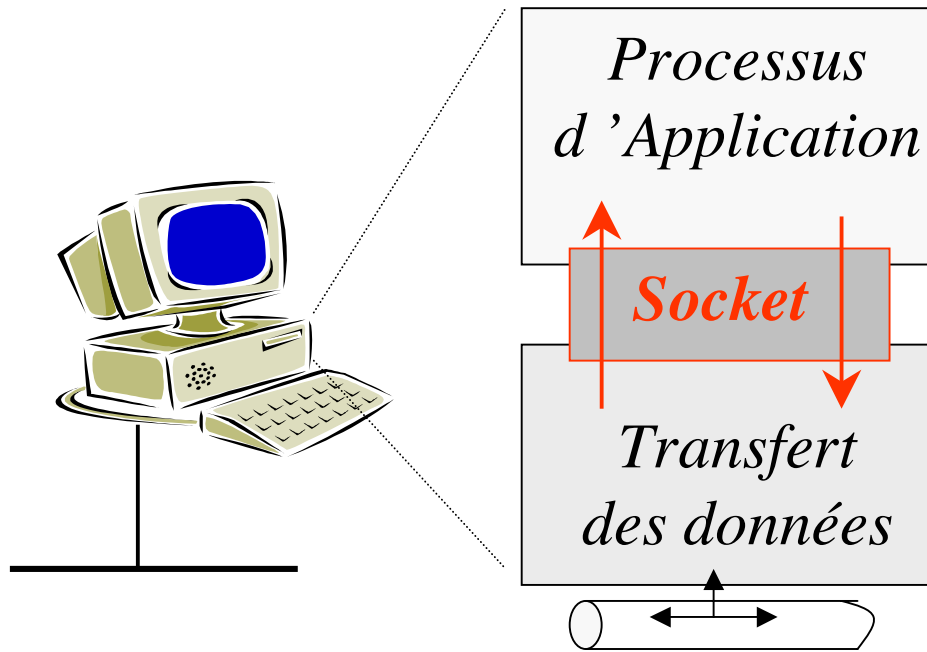 Processus
d ’Application
Socket
Transfert
des données